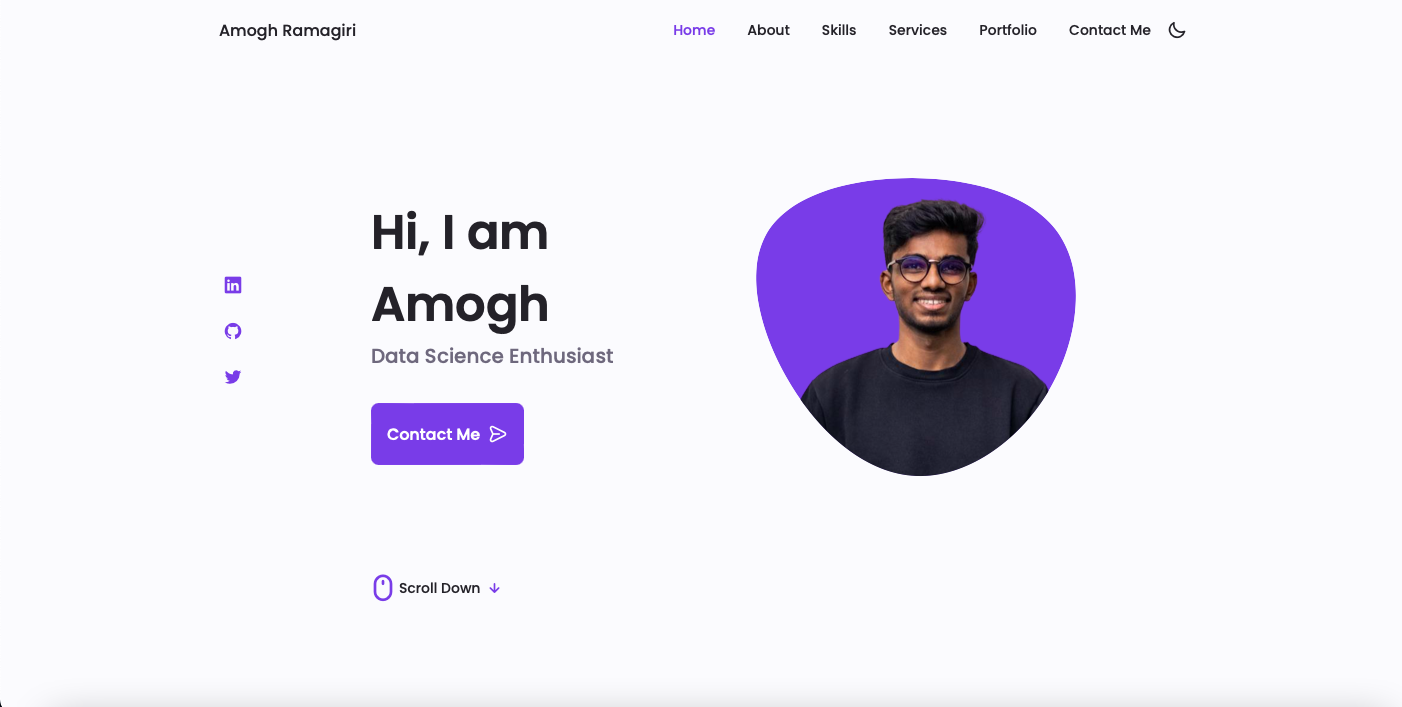 Amogh Ramagiri
Home About Skills Services Portfolio Contact Me
Hi, I am
Amogh
Data Science Enthusiast
in
Contact Me
Scroll Down